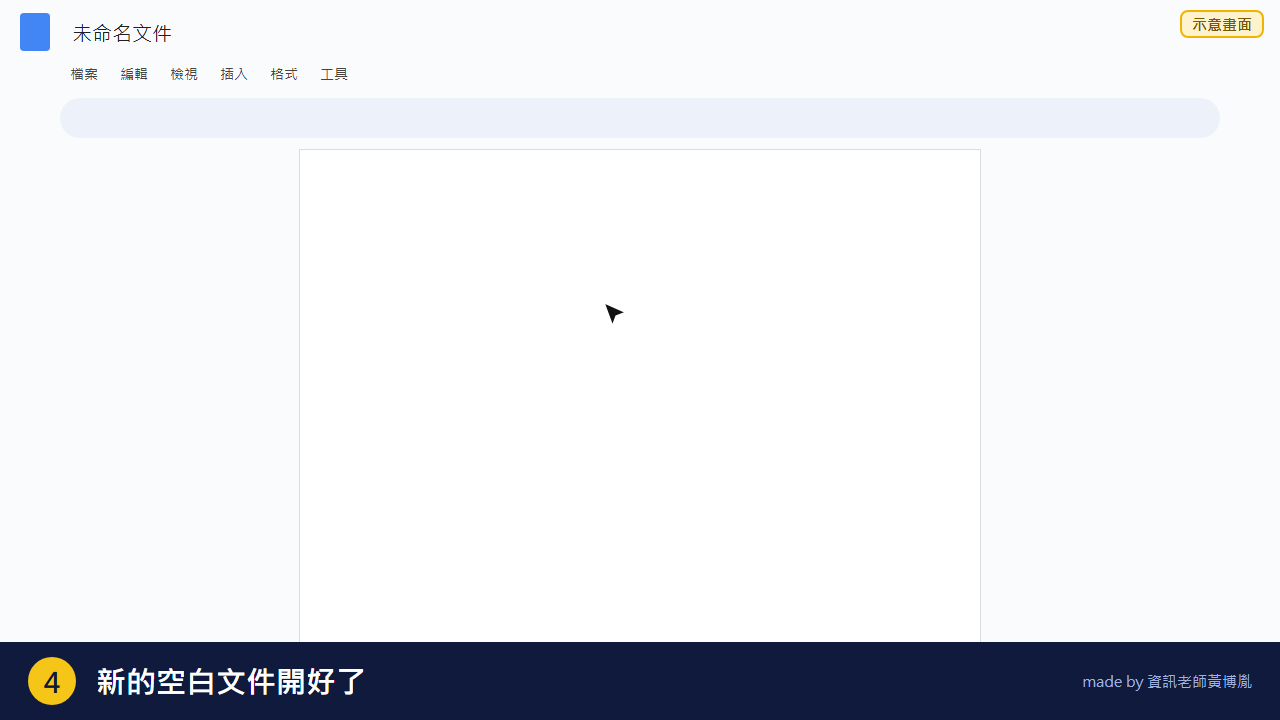 未命名文件
示意畫面
檔案 編輯 檢視 插入 格式 工具
4 新的空白文件開好了
made by 資訊老師黃博胤